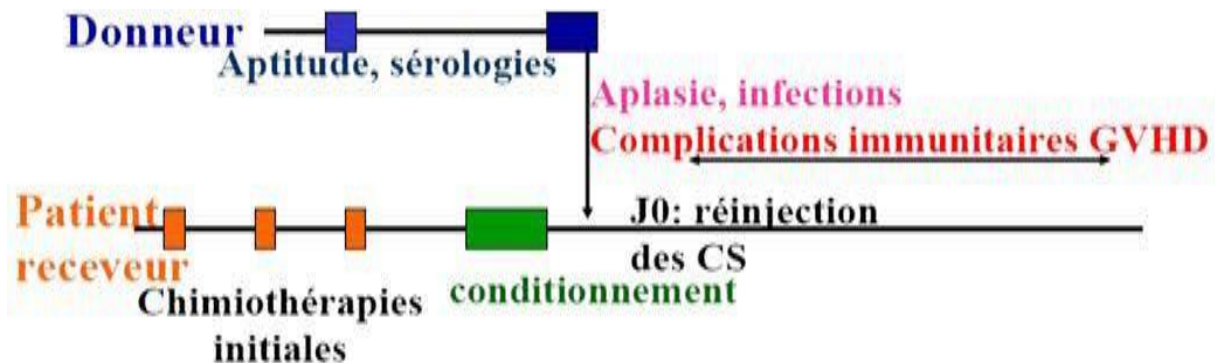 Donneur
Aptitude, sérologies
Aplasie, infections
Complications immunitaires GVHD
Patient
receveur
J0: réinjection
des CS
Chimiothérapies
initiales
conditionnement